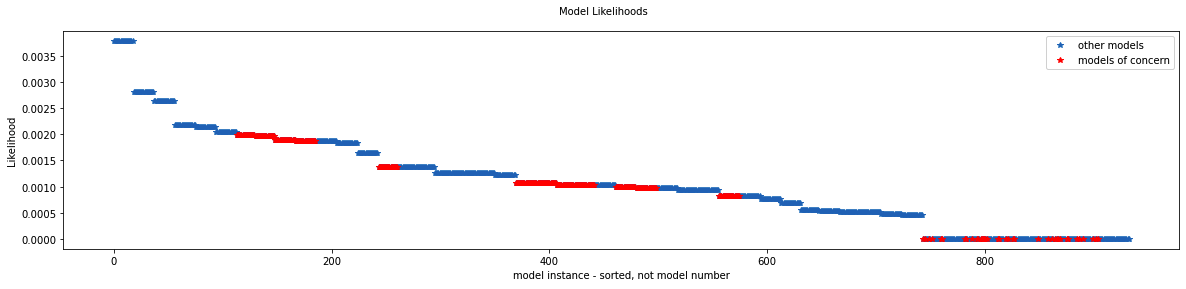 Model Likelihoods
other models
models of concern
Likelihood
0.0035
0.0030
0.0025
0.0020
0.0015
0.0010
0.0005
0.0000
0 200 400 600 800
model instance - sorted, not model number